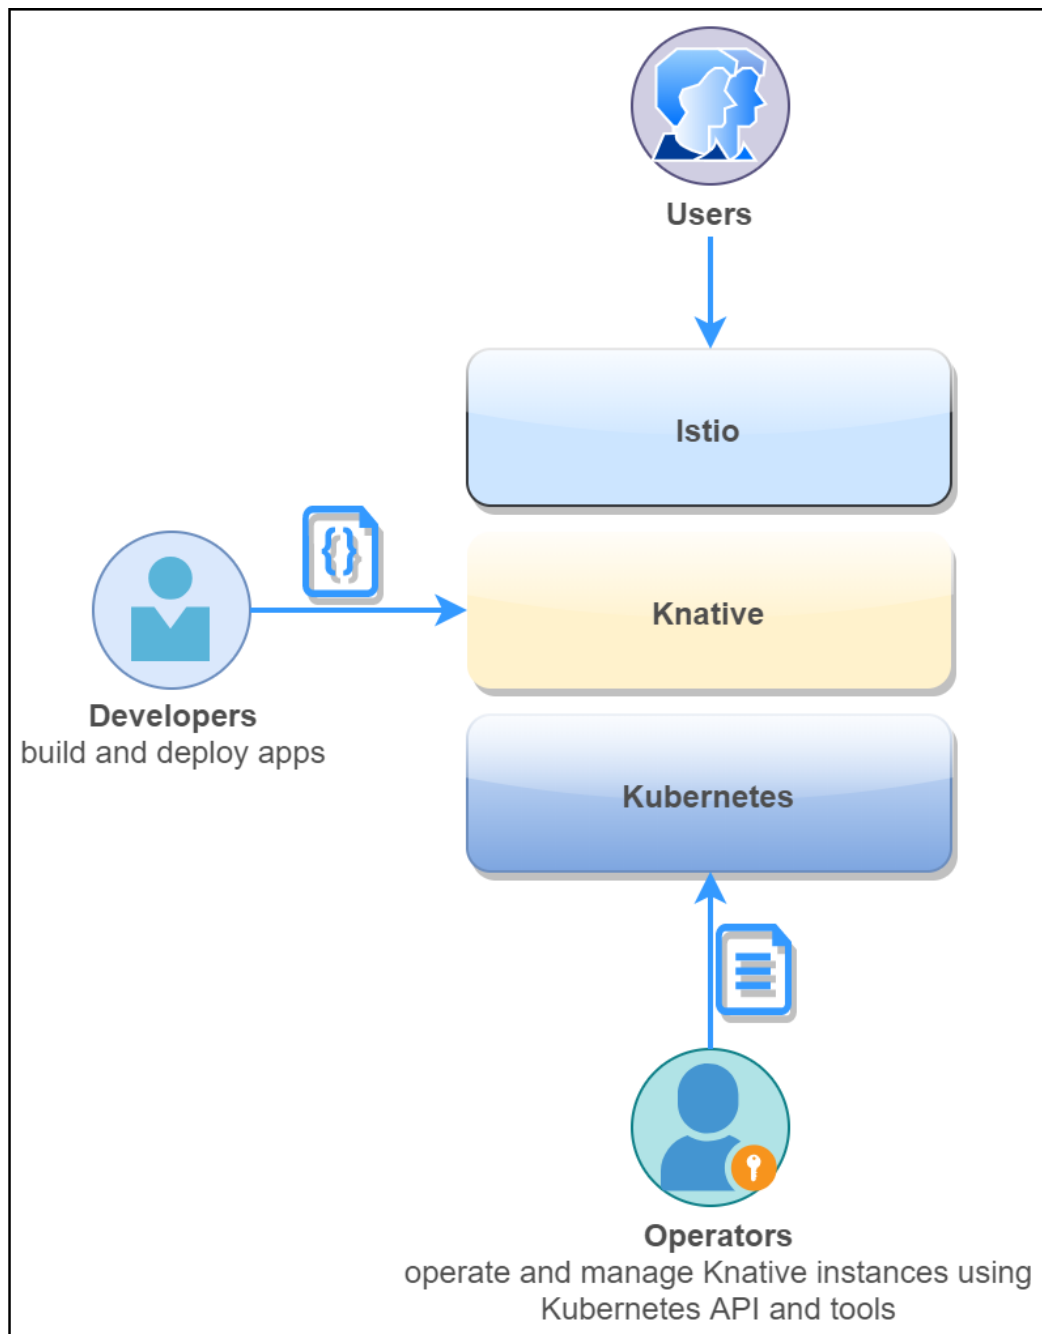 Users
Istio
{}
Knative
Developers
build and deploy apps
Kubernetes
Operators
operate and manage Knative instances using
Kubernetes API and tools